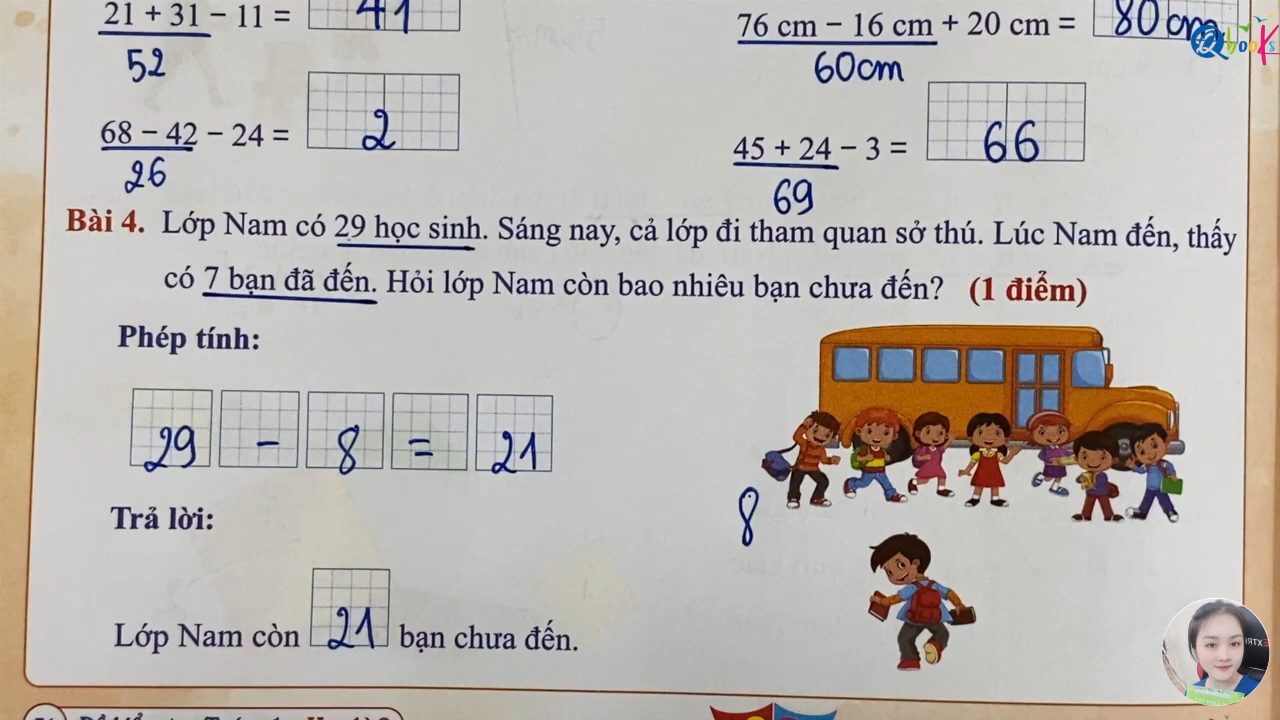 21 + 31 − 11 = 41
52
76 cm − 16 cm + 20 cm = 80cm
60cm
Books
68 − 42 − 24 = 2
26
45 + 24 − 3 = 66
69
Bài 4. Lớp Nam có 29 học sinh. Sáng nay, cả lớp đi tham quan sở thú. Lúc Nam đến, thấy
có 7 bạn đã đến. Hỏi lớp Nam còn bao nhiêu bạn chưa đến? (1 điểm)
Phép tính:
29 − 8 = 21
8
Trả lời:
Lớp Nam còn 21 bạn chưa đến.